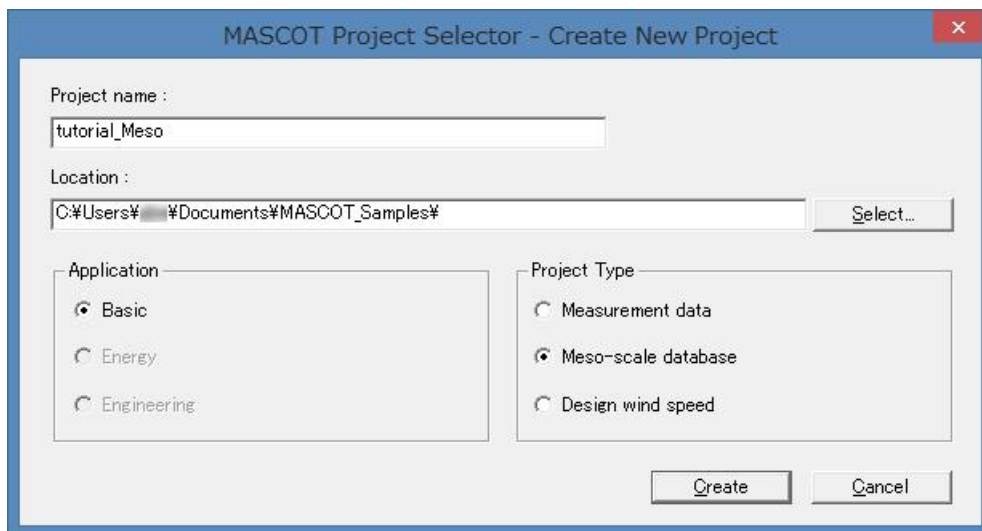 MASCOT Project Selector - Create New Project
Project name :
tutorial_Meso
Location :
C:¥Users¥ ¥Documents¥MASCOT_Samples¥
Select...
Application
Basic
Energy
Engineering
Project Type
Measurement data
Meso-scale database
Design wind speed
Create
Cancel